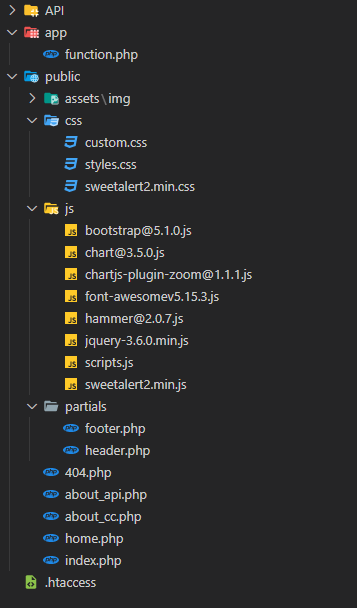 API
app
function.php
public
assets\img
css
custom.css
styles.css
sweetalert2.min.css
js
bootstrap@5.1.0.js
chart@3.5.0.js
chartjs-plugin-zoom@1.1.1.js
font-awesomev5.15.3.js
hammer@2.0.7.js
jquery-3.6.0.min.js
scripts.js
sweetalert2.min.js
partials
footer.php
header.php
404.php
about_api.php
about_cc.php
home.php
index.php
.htaccess